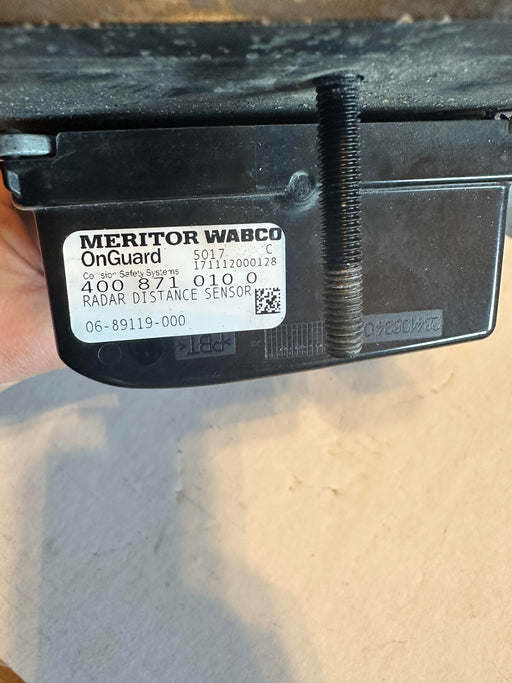 MERITOR WABCO
OnGuard 5017 C
171112000128
Collision Safety Systems
400 871 010 0
RADAR DISTANCE SENSOR
06-89119-000
>PBT<